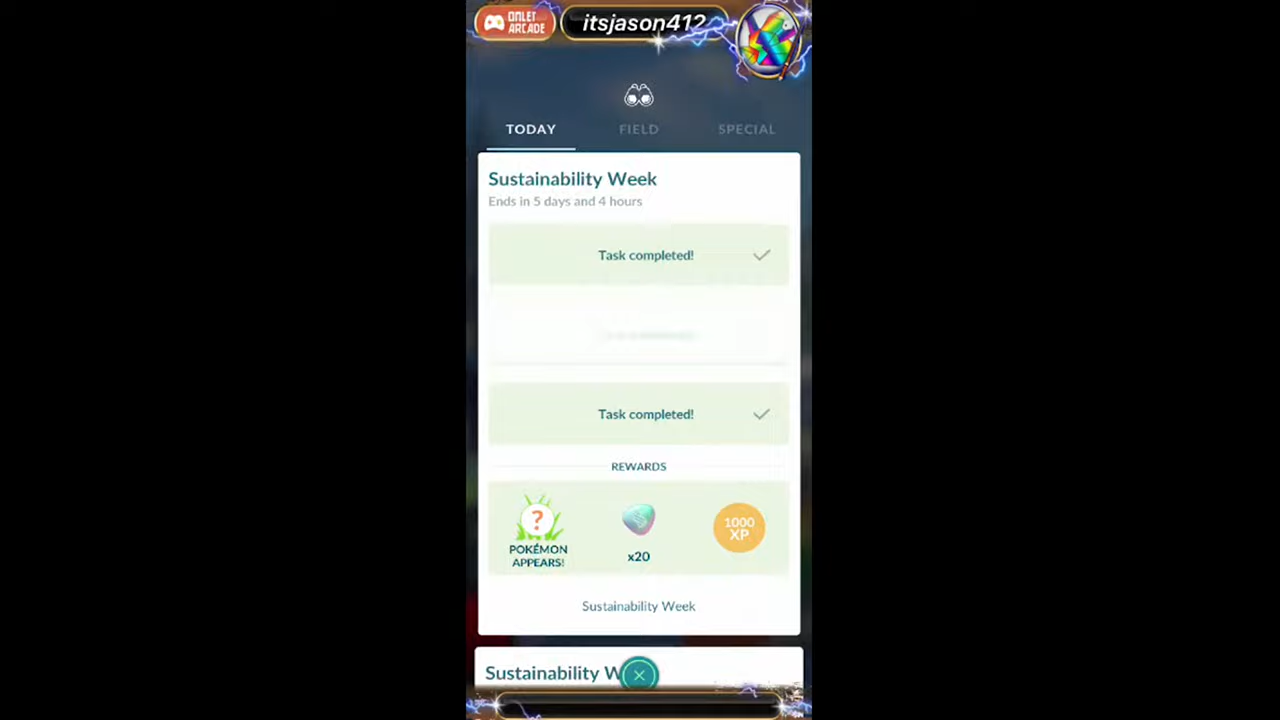 OMLET
ARCADE
itsjason412
TODAY
FIELD
SPECIAL
Sustainability Week
Ends in 5 days and 4 hours
Task completed!
Task completed!
REWARDS
?
POKÉMON
APPEARS!
x20
1000
XP
Sustainability Week
Sustainability W